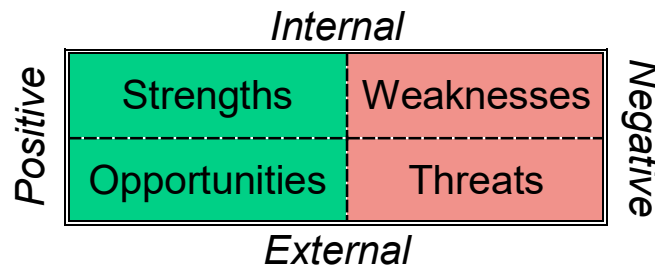 Internal
Positive
Strengths
Weaknesses
Negative
Opportunities
Threats
External